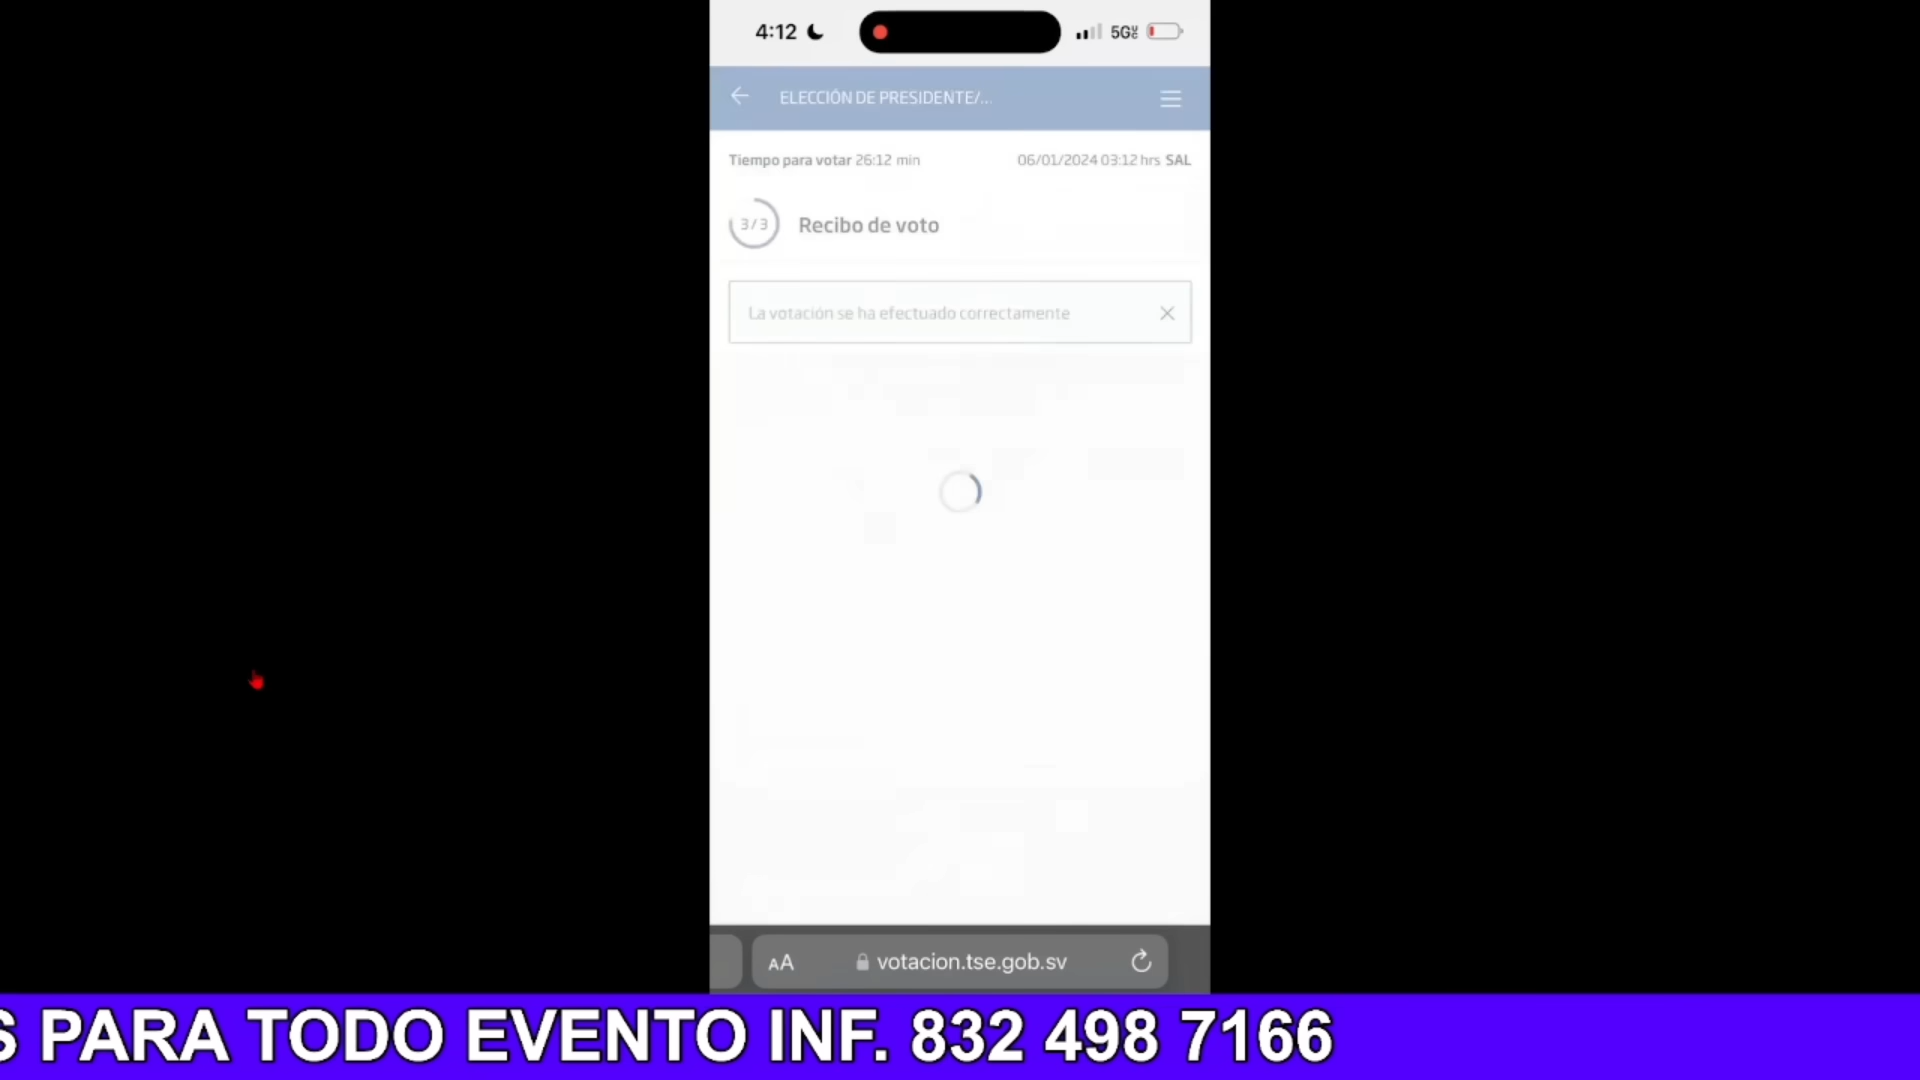 4:12
5G
ELECCIÓN DE PRESIDENTE/...
Tiempo para votar 26:12 min
06/01/2024 03:12 hrs SAL
3/3
Recibo de voto
La votación se ha efectuado correctamente
AA
votacion.tse.gob.sv
S PARA TODO EVENTO INF. 832 498 7166